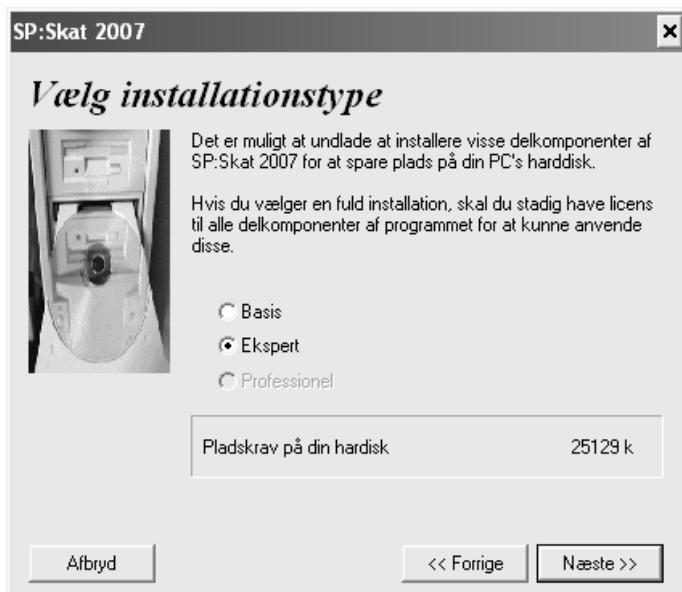 SP:Skat 2007
Vælg installationstype
Det er muligt at undlade at installere visse delkomponenter af
SP:Skat 2007 for at spare plads på din PC's harddisk.
Hvis du vælger en fuld installation, skal du stadig have licens
til alle delkomponenter af programmet for at kunne anvende
disse.
Basis
Ekspert
Professionel
Pladskrav på din hardisk 25129 k
Afbryd << Forrige Næste >>